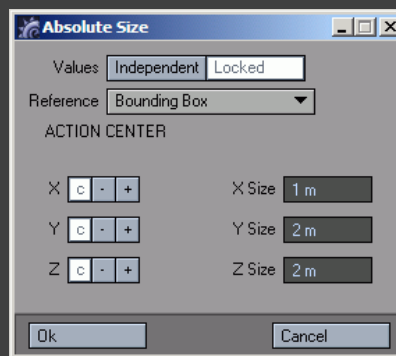 Absolute Size
Values Independent Locked
Reference Bounding Box
ACTION CENTER
X c - + X Size 1 m
Y c - + Y Size 2 m
Z c - + Z Size 2 m
Ok Cancel